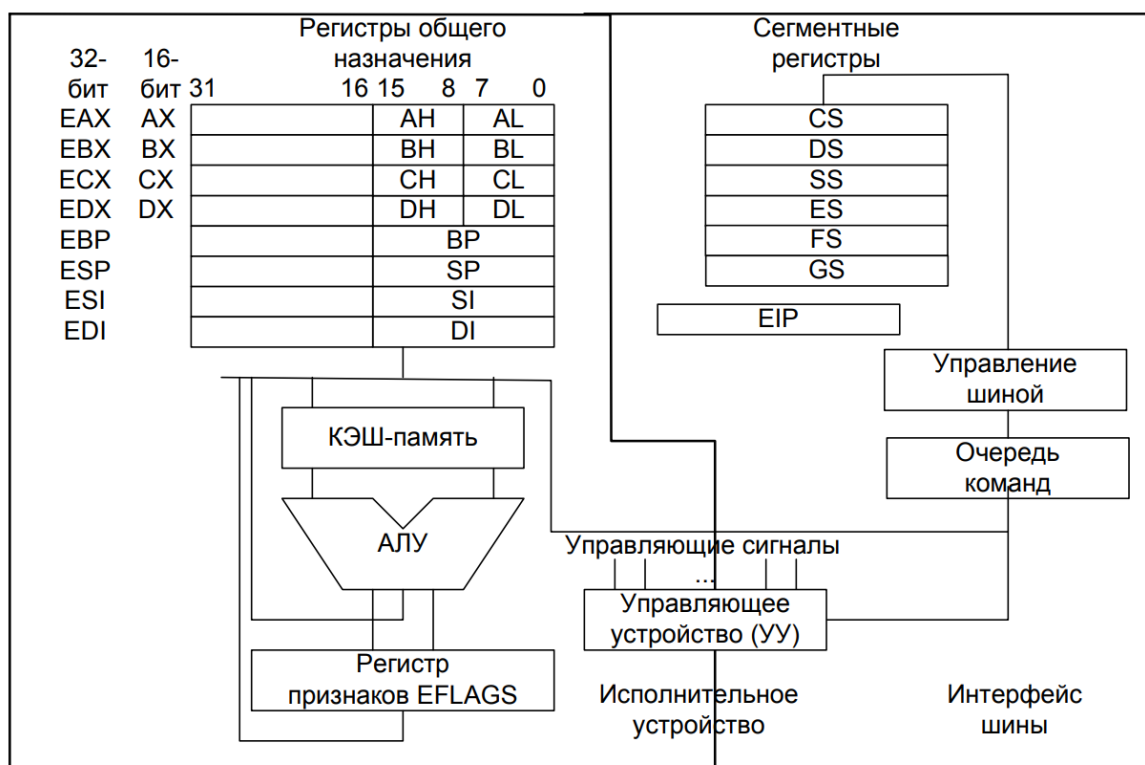 Регистры общего
назначения
32-
бит
16-
бит
31 16 15 8 7 0
EAX AX AH AL
EBX BX BH BL
ECX CX CH CL
EDX DX DH DL
EBP BP
ESP SP
ESI SI
EDI DI
КЭШ-память
АЛУ
Регистр
признаков EFLAGS
Сегментные
регистры
CS
DS
SS
ES
FS
GS
EIP
Управление
шиной
Очередь
команд
Управляющие сигналы
...
Управляющее
устройство (УУ)
Исполнительное
устройство
Интерфейс
шины